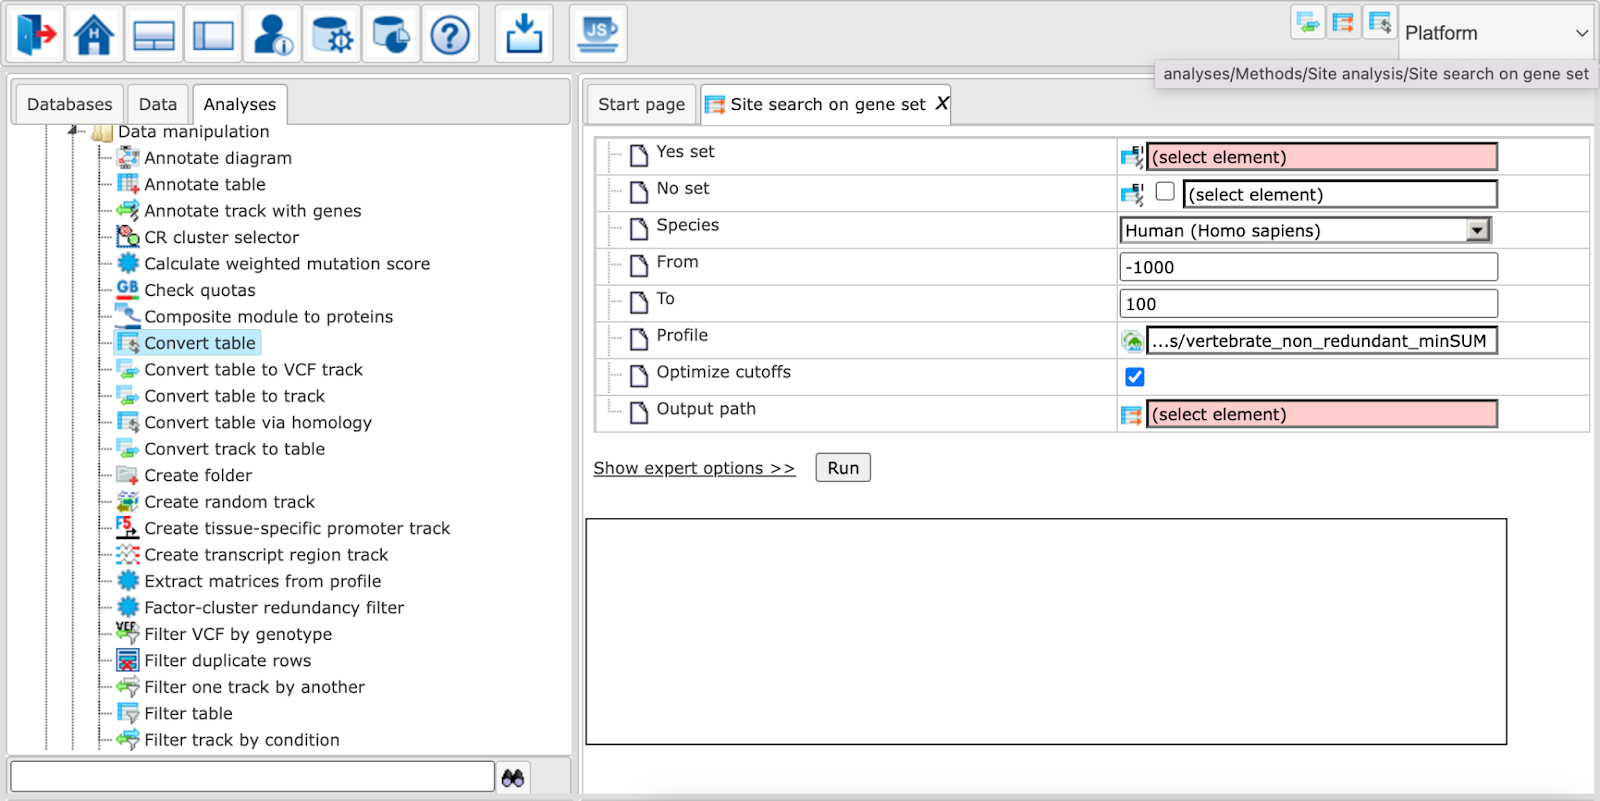 H
JS
Platform
analyses/Methods/Site analysis/Site search on gene set
Databases
Data
Analyses
Data manipulation
Annotate diagram
Annotate table
Annotate track with genes
CR cluster selector
Calculate weighted mutation score
GB
Check quotas
Composite module to proteins
Convert table
Convert table to VCF track
Convert table to track
Convert table via homology
Convert track to table
Create folder
Create random track
F5
Create tissue-specific promoter track
Create transcript region track
Extract matrices from profile
Factor-cluster redundancy filter
VCF
Filter VCF by genotype
Filter duplicate rows
Filter one track by another
Filter table
Filter track by condition
Start page
Site search on gene set X
Yes set
(select element)
No set
(select element)
Species
Human (Homo sapiens)
From
-1000
To
100
Profile
...s/vertebrate_non_redundant_minSUM
Optimize cutoffs
Output path
(select element)
Show expert options >>
Run